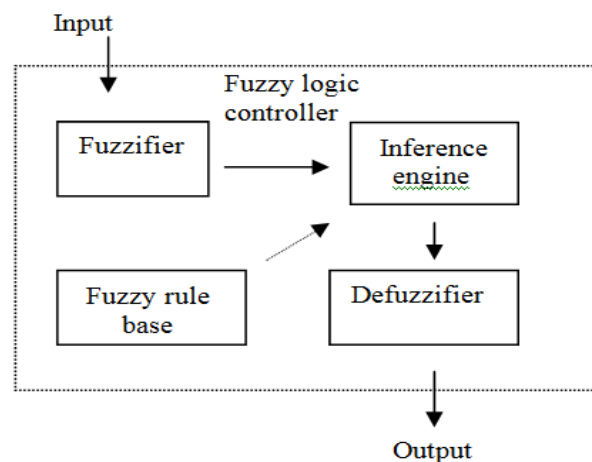 Input
Fuzzy logic
controller
Fuzzifier
Inference
engine
Fuzzy rule
base
Defuzzifier
Output